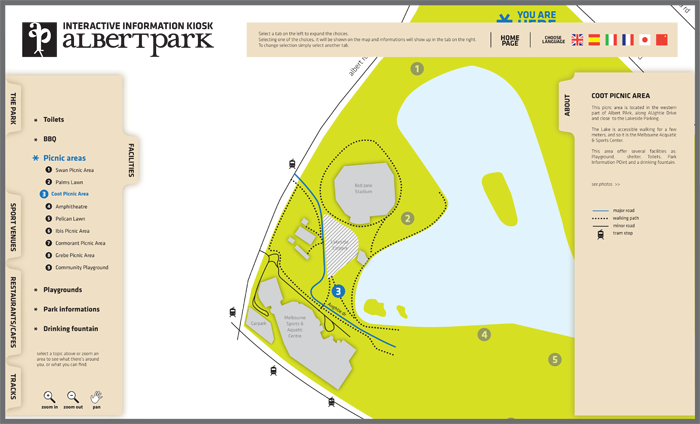 INTERACTIVE INFORMATION KIOSK
ALBERTPARK
Select a tab on the left to expand the choices.
Selecting one of the choices, it will be shown on the map and informations will show up in the tab on the right.
To change selection simply select another tab.
HOME
PAGE
CHOOSE
LANGUAGE
YOU ARE
HERE
THE PARK
FACILITIES
SPORT VENUES
RESTAURANTS/CAFES
TRACKS
Toilets
BBQ
Picnic areas
1 Swan Picnic Area
2 Palms Lawn
3 Coot Picnic Area
4 Amphitheatre
5 Pelican Lawn
6 Ibis Picnic Area
7 Cormorant Picnic Area
8 Grebe Picnic Area
9 Community Playground
Playgrounds
Park informations
Drinking fountain
Select a topic above or zoom an
area to see what there's around
you, or what you can find.
zoom in
zoom out
pan
albert
rd
1
Bob Jane
Stadium
2
Lakeside
3
Aughtie dr
Carpark
Melbourne
Sports &
Aquatic
Centre
4
5
ABOUT
COOT PICNIC AREA
This picnic area is located in the western
part of Albert PArk, along AUghtie Drive
and close to the Lakeside Parking.
The Lake is accessible walking for a few
meters, and so it is the Melbourne Aquatic
& Sports Center.
This area offer several facilities as:
Playground, shelter, Toilets, Park
Information POint and a drinking fountain.
see photos >>
major road
walking path
minor road
tram stop